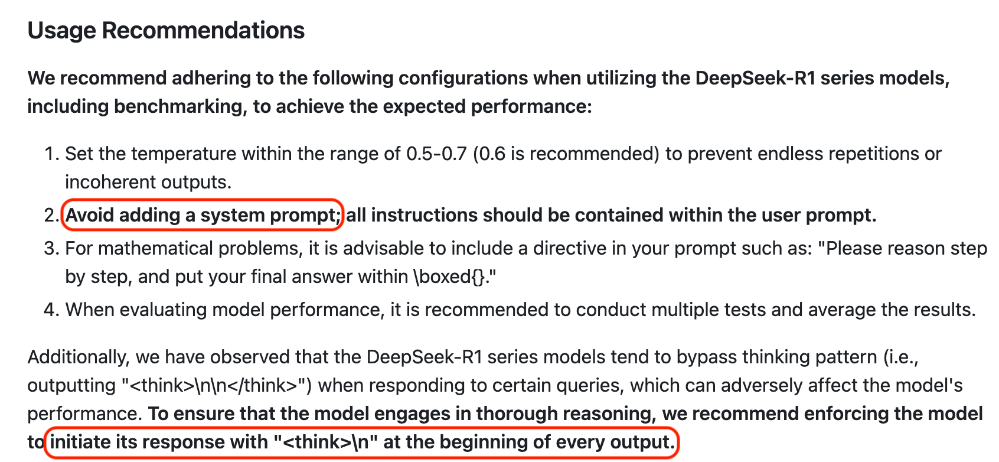 Usage Recommendations
We recommend adhering to the following configurations when utilizing the DeepSeek-R1 series models,
including benchmarking, to achieve the expected performance:
1. Set the temperature within the range of 0.5-0.7 (0.6 is recommended) to prevent endless repetitions or
incoherent outputs.
2. Avoid adding a system prompt; all instructions should be contained within the user prompt.
3. For mathematical problems, it is advisable to include a directive in your prompt such as: "Please reason step
by step, and put your final answer within \boxed{}."
4. When evaluating model performance, it is recommended to conduct multiple tests and average the results.
Additionally, we have observed that the DeepSeek-R1 series models tend to bypass thinking pattern (i.e.,
outputting "<think>\n\n</think>") when responding to certain queries, which can adversely affect the model's
performance. To ensure that the model engages in thorough reasoning, we recommend enforcing the model
to initiate its response with "<think>\n" at the beginning of every output.